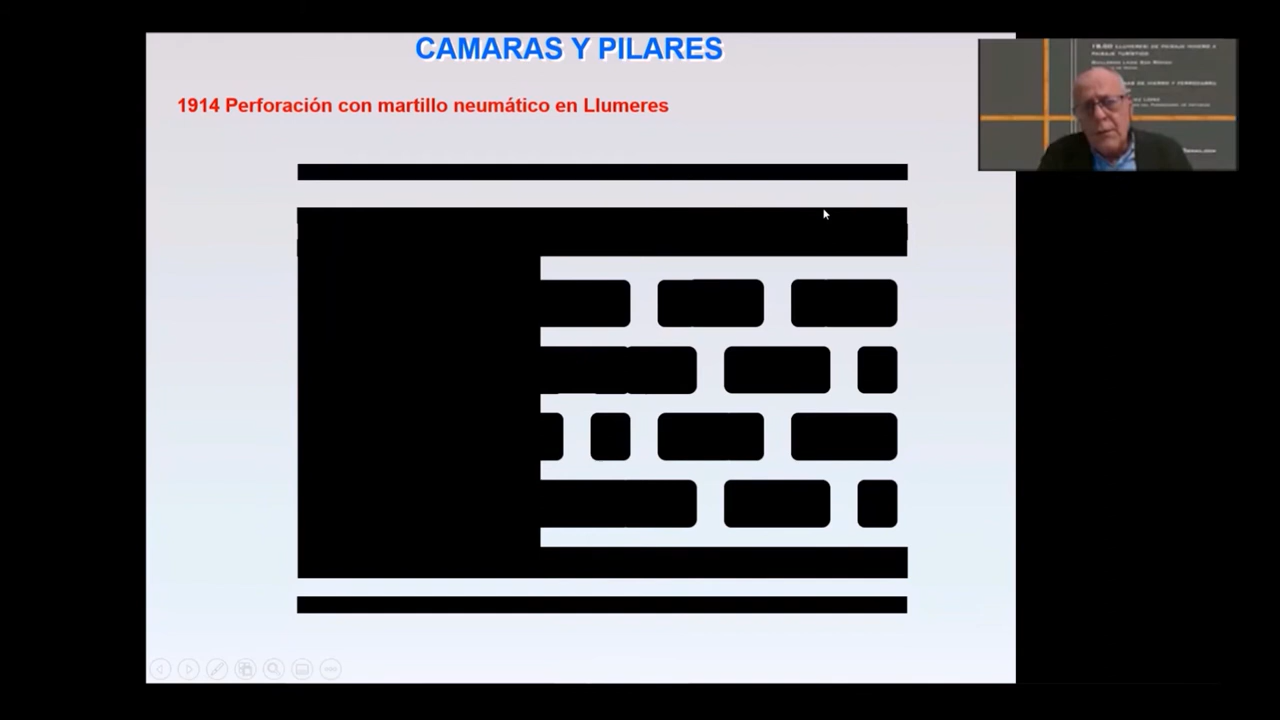 CAMARAS Y PILARES
1914 Perforación con martillo neumático en Llumeres